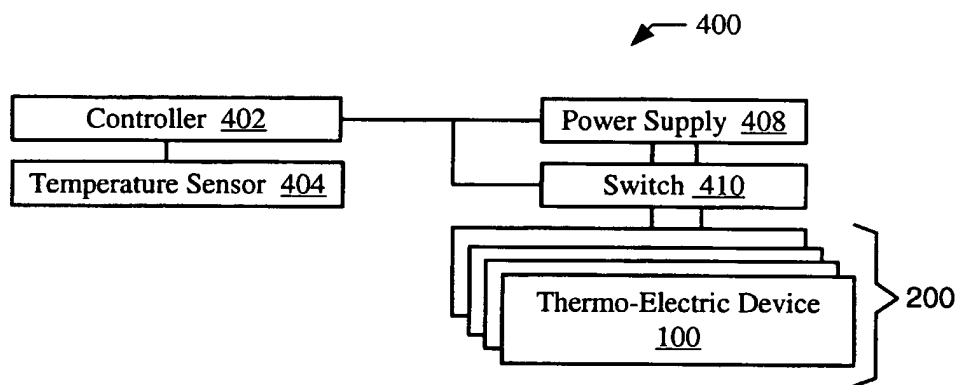 400
Controller 402
Power Supply 408
Temperature Sensor 404
Switch 410
Thermo-Electric Device
100
200